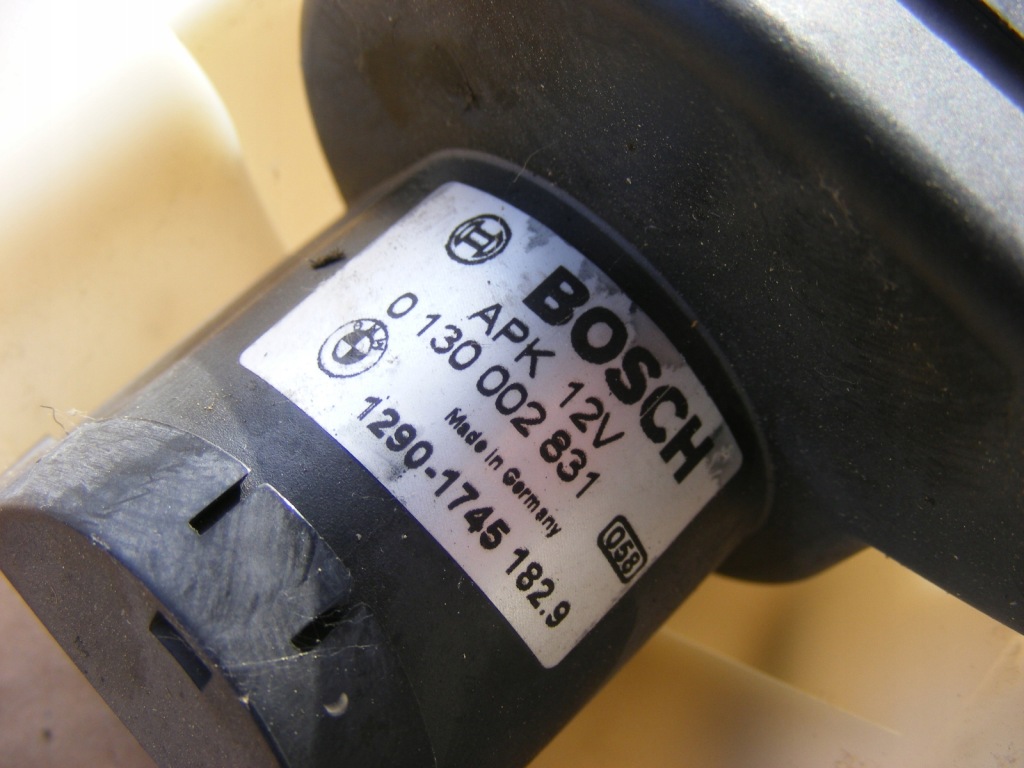 BOSCH
APK 12V
0 130 002 831
Made in Germany
1290-1745 182.9
058